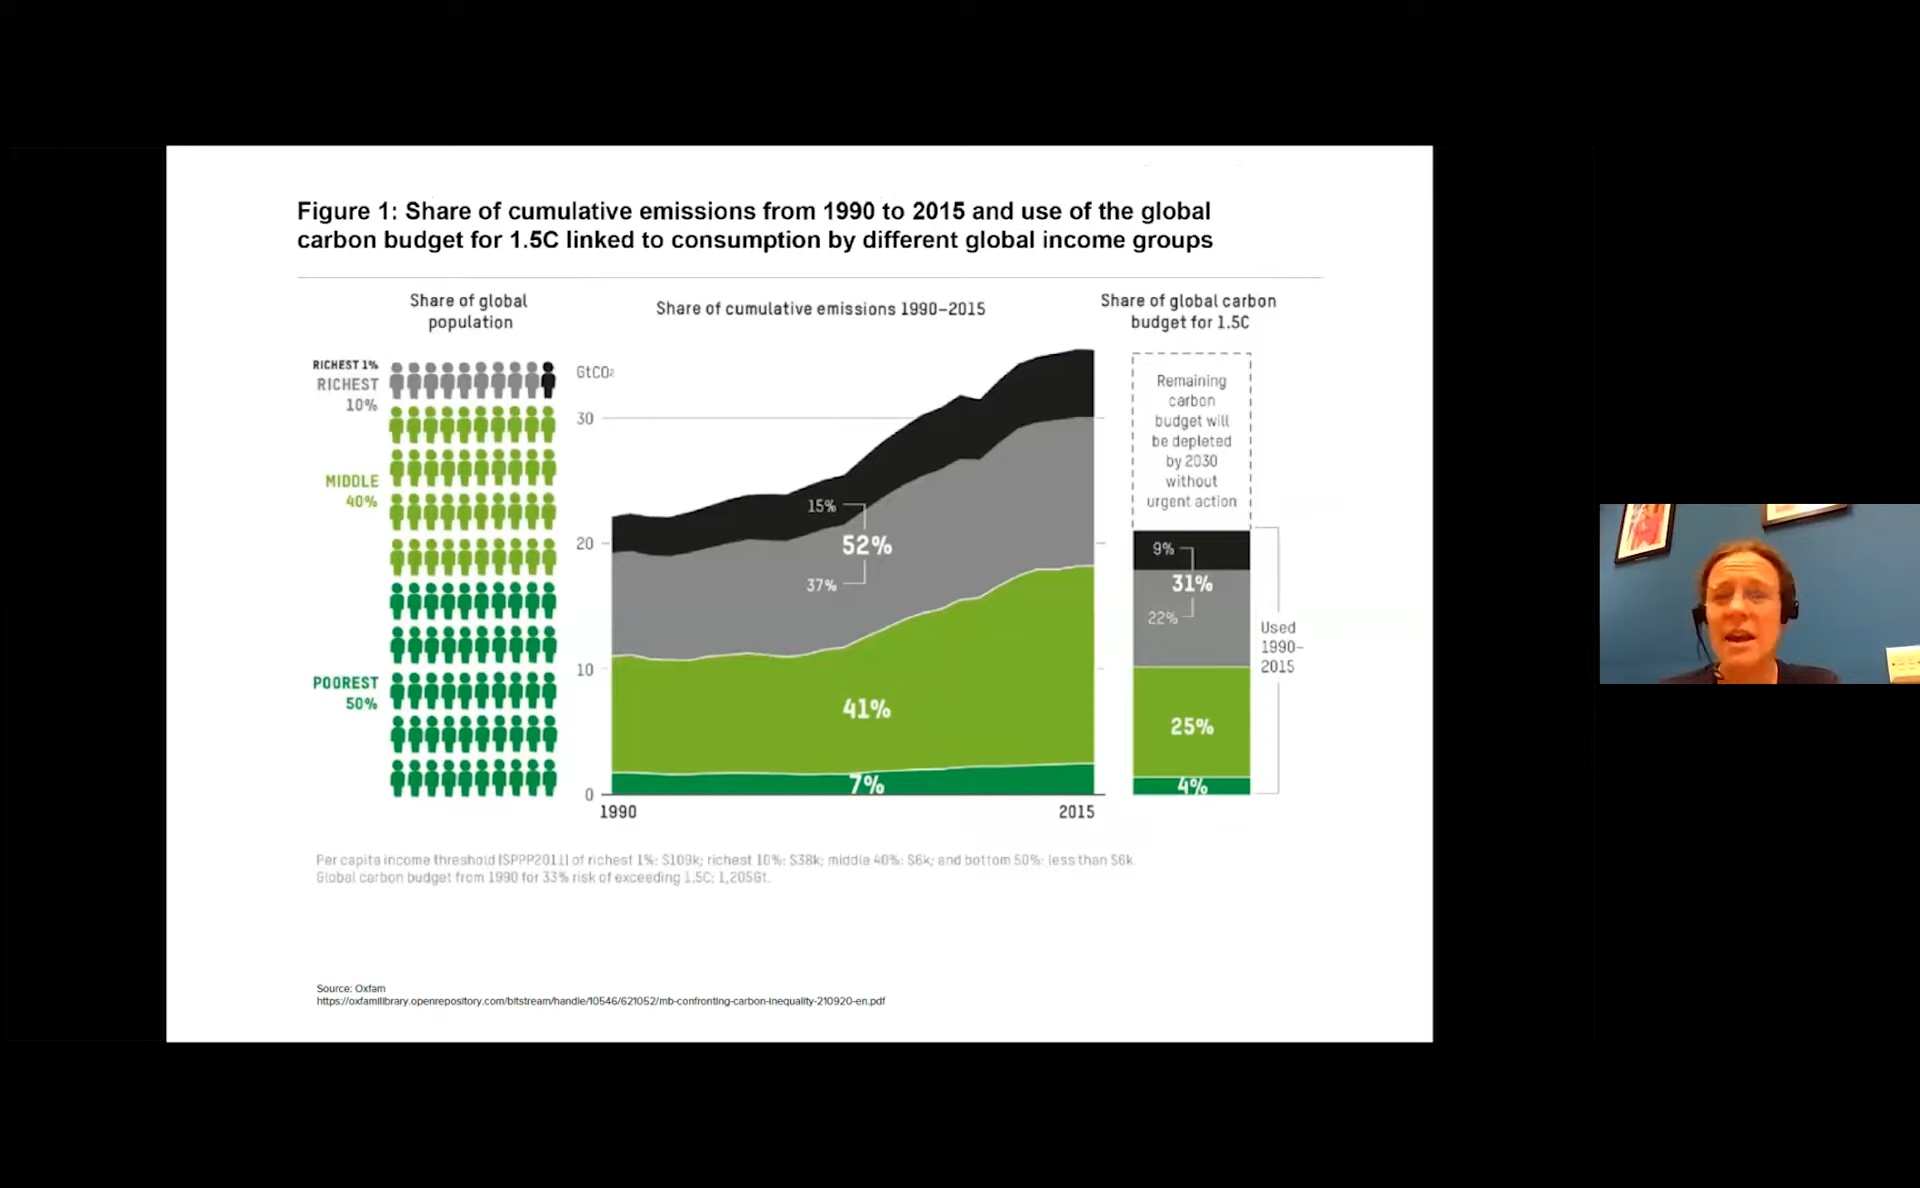 Figure 1: Share of cumulative emissions from 1990 to 2015 and use of the global
carbon budget for 1.5C linked to consumption by different global income groups
Share of global
population
RICHEST 1%
RICHEST
10%
MIDDLE
40%
POOREST
50%
Share of cumulative emissions 1990–2015
GtCO₂
30
20
10
0
15%
52%
37%
41%
7%
1990
2015
Share of global carbon
budget for 1.5C
Remaining
carbon
budget will
be depleted
by 2030
without
urgent action
9%
31%
22%
25%
4%
Used
1990–
2015
Per capita income threshold ($PPP2011) of richest 1%: $109k; richest 10%: $38k; middle 40%: $6k; and bottom 50%: less than $6k.
Global carbon budget from 1990 for 33% risk of exceeding 1.5C: 1,205Gt.
Source: Oxfam
https://oxfamilibrary.openrepository.com/bitstream/handle/10546/621052/mb-confronting-carbon-inequality-210920-en.pdf